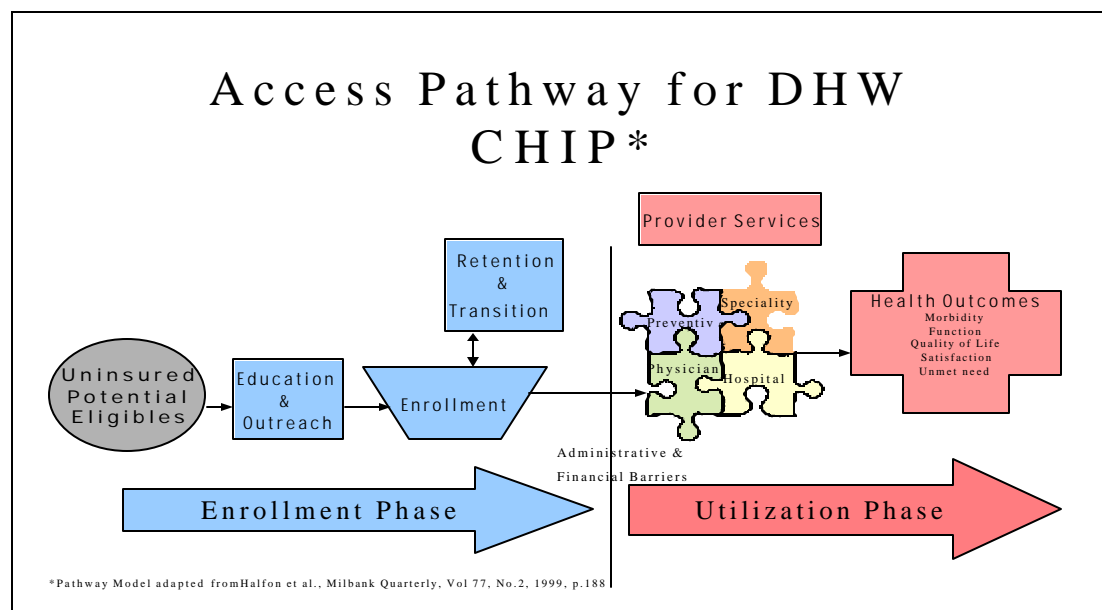 Access Pathway for DHW
CHIP*
Provider Services
Retention
&
Transition
Speciality
Preventiv
Health Outcomes
Morbidity
Function
Quality of Life
Satisfaction
Unmet need
Uninsured
Potential
Eligibles
Education
&
Outreach
Enrollment
Physician
Hospital
Administrative &
Financial Barriers
Enrollment Phase
Utilization Phase
*Pathway Model adapted fromHalfon et al., Milbank Quarterly, Vol 77, No.2, 1999, p.188